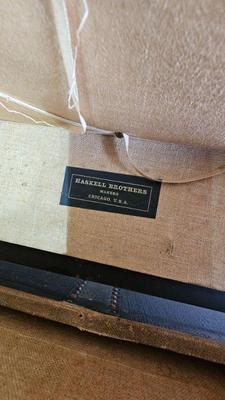 HASKELL BROTHERS
MAKERS
CHICAGO, U.S.A.